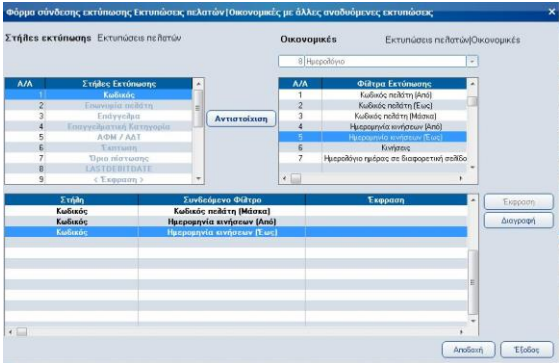 Φόρμα σύνδεσης εκτύπωσης Εκτυπώσεις πελατών|Οικονομικές με άλλες αναδυόμενες εκτυπώσεις
Στήλες εκτύπωσης Εκτυπώσεις πελατών
Οικονομικές Εκτυπώσεις πελατών|Οικονομικές
8 Ημερολόγιο
Α/Α Στήλες Εκτύπωσης
1 Κωδικός
2 Επωνυμία πελάτη
3 Επάγγελμα
4 Επαγγελματική Κατηγορία
5 ΑΦΜ / ΑΔΤ
6 Έκπτωση
7 Όριο πίστωσης
8 LASTDEBITDATE
9 < Έκφραση >
Αντιστοίχιση
Α/Α Φίλτρα Εκτύπωσης
1 Κωδικός πελάτη (Από)
2 Κωδικός πελάτη (Έως)
3 Κωδικός πελάτη (Μάσκα)
4 Ημερομηνία κινήσεων (Από)
5 Ημερομηνία κινήσεων (Έως)
6 Κινήσεις
7 Ημερολόγιο ημέρας σε διαφορετική σελίδο
Στήλη Συνδεόμενο Φίλτρο Έκφραση
Κωδικός Κωδικός πελάτη (Μάσκα)
Κωδικός Ημερομηνία κινήσεων (Από)
Κωδικός Ημερομηνία κινήσεων (Έως)
Έκφραση
Διαγραφή
Αποδοχή Έξοδος